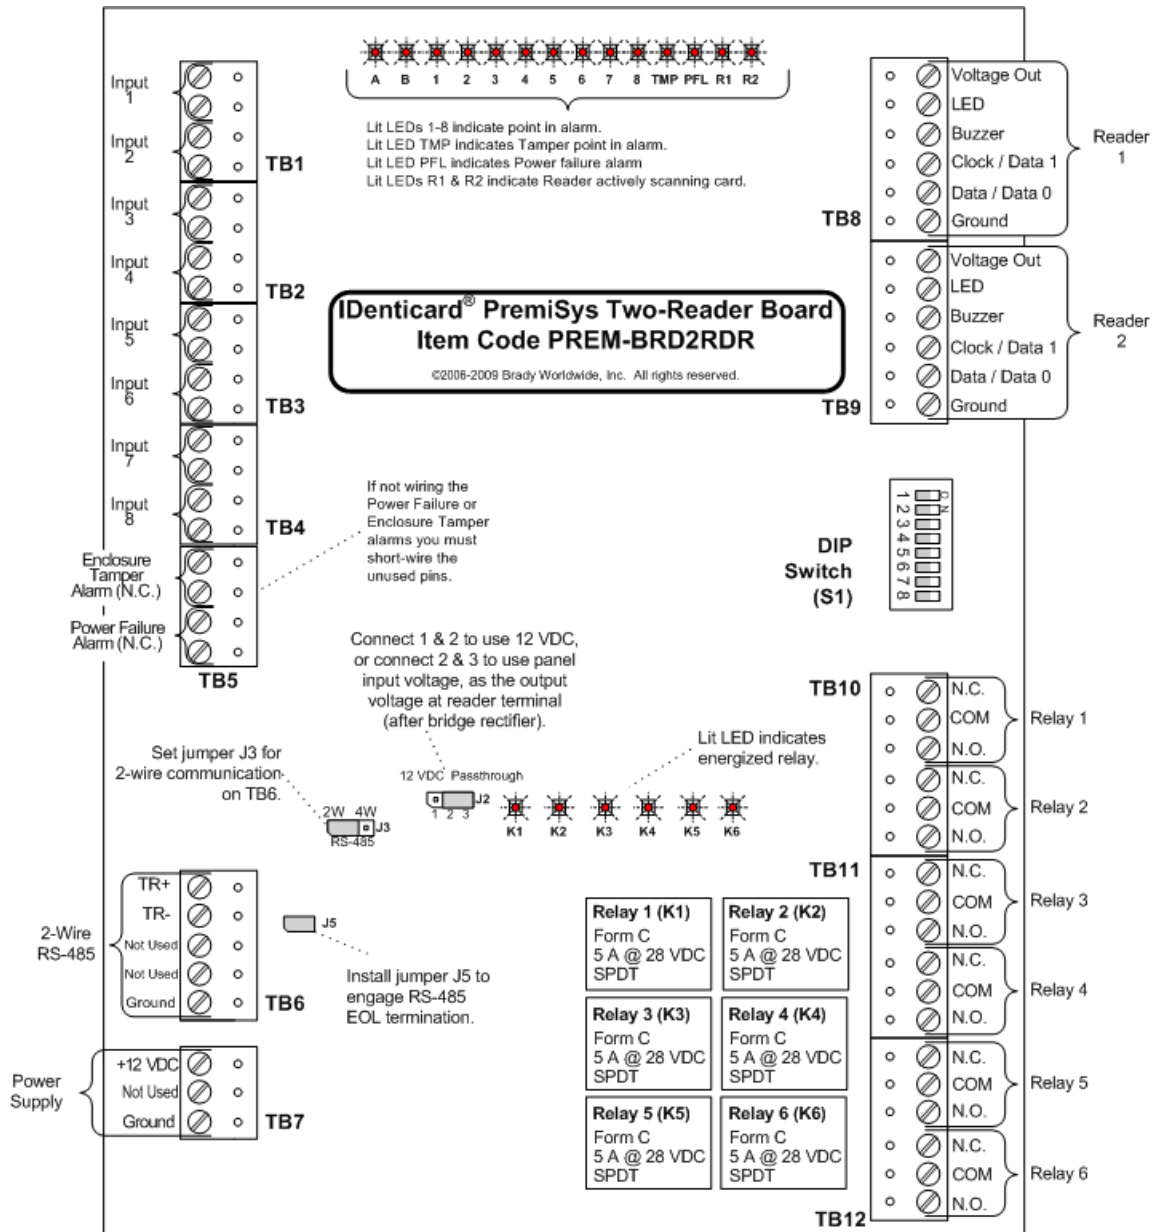 A B 1 2 3 4 5 6 7 8 TMP PFL R1 R2
Lit LEDs 1-8 indicate point in alarm.
Lit LED TMP indicates Tamper point in alarm.
Lit LED PFL indicates Power failure alarm
Lit LEDs R1 & R2 indicate Reader actively scanning card.
Input
1
Input
2
TB1
Input
3
Input
4
TB2
Input
5
Input
6
TB3
Input
7
Input
8
TB4
Enclosure
Tamper
Alarm (N.C.)
Power Failure
Alarm (N.C.)
TB5
IDenticard® PremiSys Two-Reader Board
Item Code PREM-BRD2RDR
©2006-2009 Brady Worldwide, Inc. All rights reserved.
Voltage Out
LED
Buzzer
Clock / Data 1
Data / Data 0
Ground
TB8
Reader
1
Voltage Out
LED
Buzzer
Clock / Data 1
Data / Data 0
Ground
TB9
Reader
2
If not wiring the
Power Failure or
Enclosure Tamper
alarms you must
short-wire the
unused pins.
DIP
Switch
(S1)
1
2
3
4
5
6
7
8
O
N
Connect 1 & 2 to use 12 VDC,
or connect 2 & 3 to use panel
input voltage, as the output
voltage at reader terminal
(after bridge rectifier).
12 VDC Passthrough
J2
1 2 3
Set jumper J3 for
2-wire communication
on TB6.
2W 4W
J3
RS-485
Lit LED indicates
energized relay.
K1 K2 K3 K4 K5 K6
TB10
N.C.
COM
N.O.
Relay 1
N.C.
COM
N.O.
Relay 2
TB11
N.C.
COM
N.O.
Relay 3
N.C.
COM
N.O.
Relay 4
N.C.
COM
N.O.
Relay 5
N.C.
COM
N.O.
Relay 6
TB12
2-Wire
RS-485
TR+
TR-
Not Used
Not Used
Ground
TB6
J5
Install jumper J5 to
engage RS-485
EOL termination.
Power
Supply
+12 VDC
Not Used
Ground
TB7
Relay 1 (K1)
Form C
5 A @ 28 VDC
SPDT
Relay 2 (K2)
Form C
5 A @ 28 VDC
SPDT
Relay 3 (K3)
Form C
5 A @ 28 VDC
SPDT
Relay 4 (K4)
Form C
5 A @ 28 VDC
SPDT
Relay 5 (K5)
Form C
5 A @ 28 VDC
SPDT
Relay 6 (K6)
Form C
5 A @ 28 VDC
SPDT